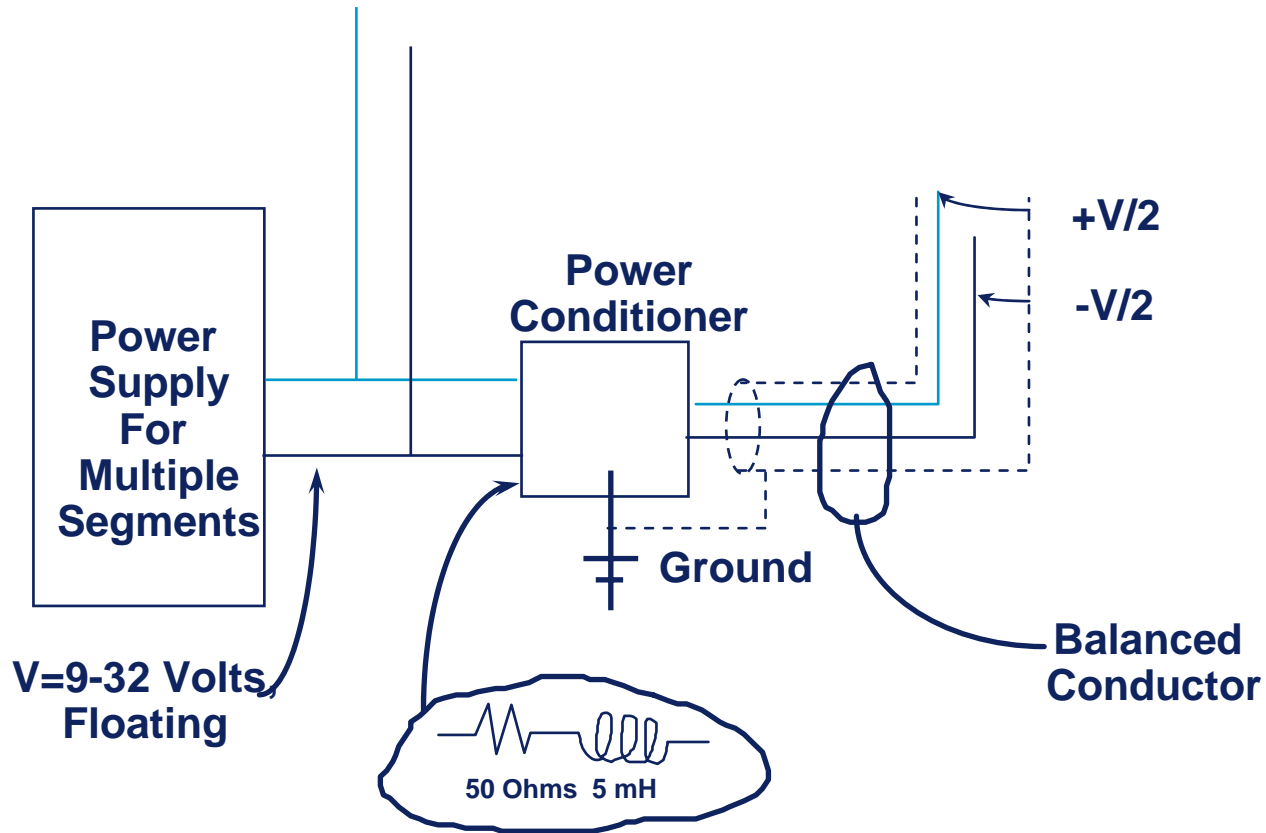 +V/2
Power
Conditioner
-V/2
Power
Supply
For
Multiple
Segments
Ground
V=9-32 Volts
Floating
Balanced
Conductor
50 Ohms 5 mH